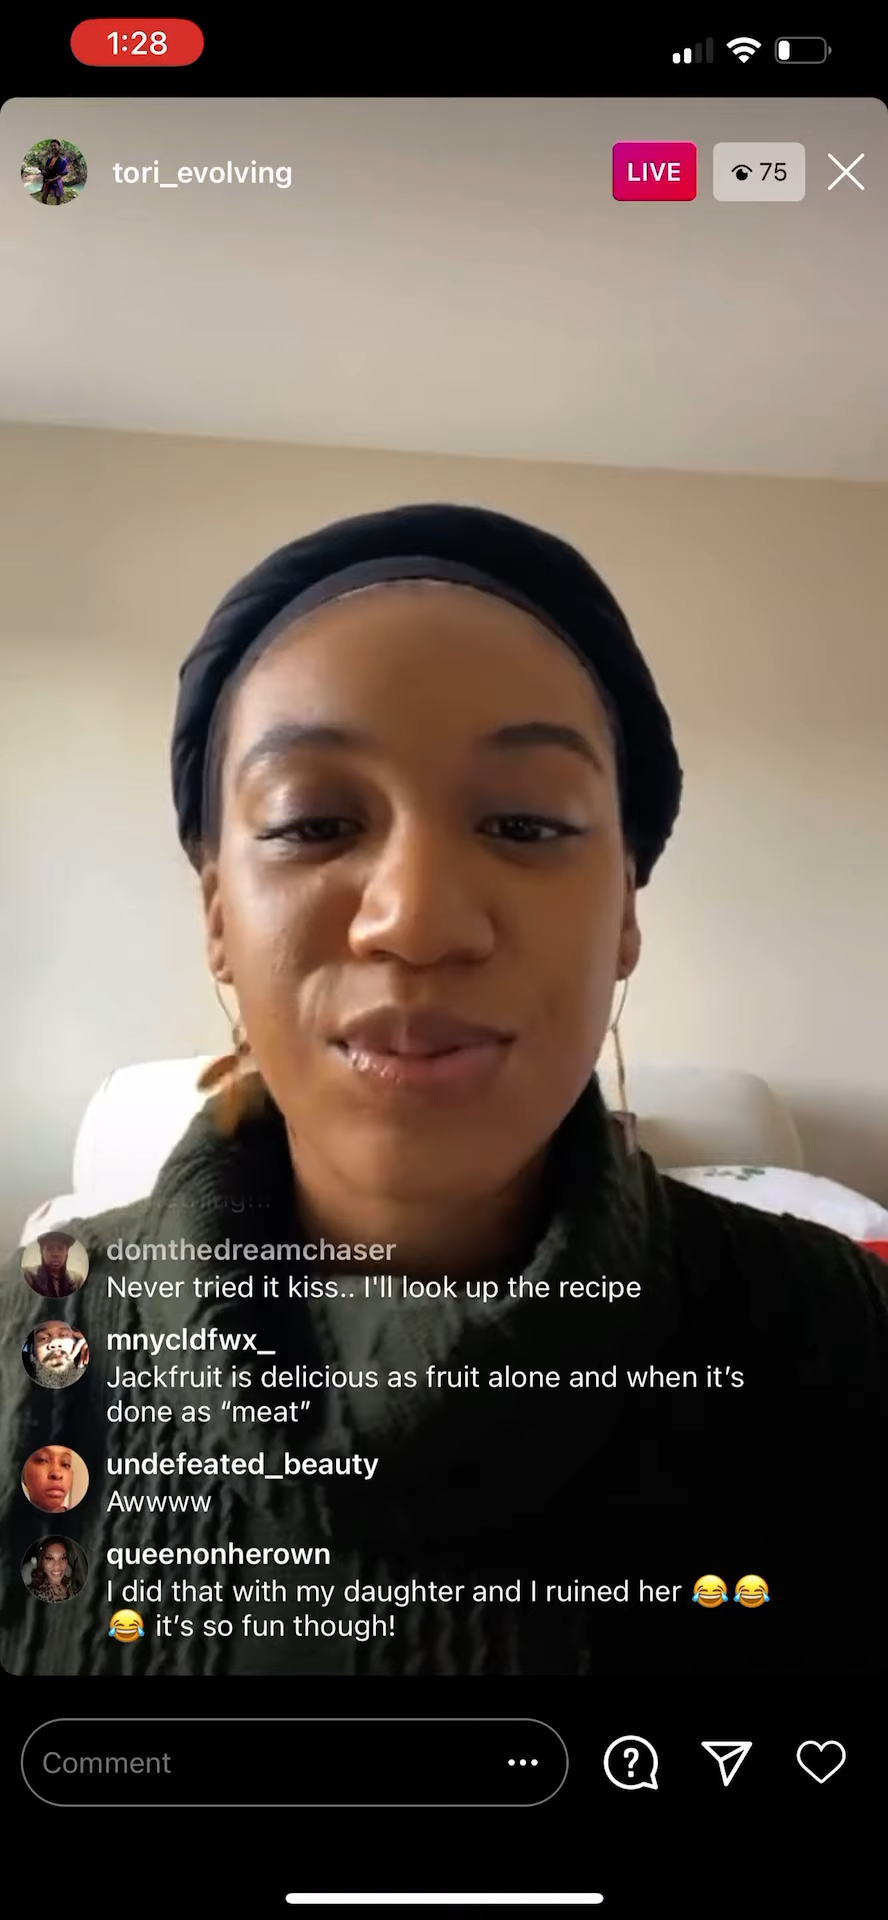 1:28
tori_evolving
LIVE
75
domthedreamchaser
Never tried it kiss.. I'll look up the recipe
mnycldfwx_
Jackfruit is delicious as fruit alone and when it’s
done as “meat”
undefeated_beauty
Awwww
queenonherown
I did that with my daughter and I ruined her 😂😂
😂 it’s so fun though!
Comment